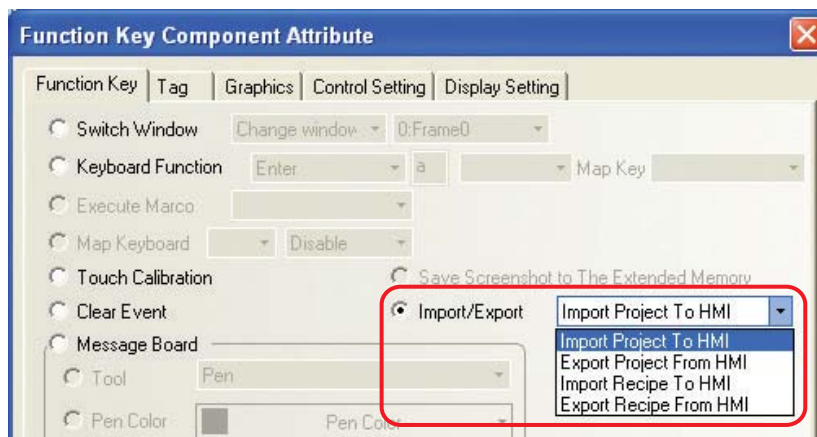 Function Key Component Attribute
Function Key Tag Graphics Control Setting Display Setting
Switch Window Change window 0:Frame0
Keyboard Function Enter a Map Key
Execute Marco
Map Keyboard Disable
Touch Calibration Save Screenshot to The Extended Memory
Clear Event Import/Export Import Project To HMI
Import Project To HMI
Message Board
Export Project From HMI
Import Recipe To HMI
Tool Pen
Export Recipe From HMI
Pen Color Pen Color